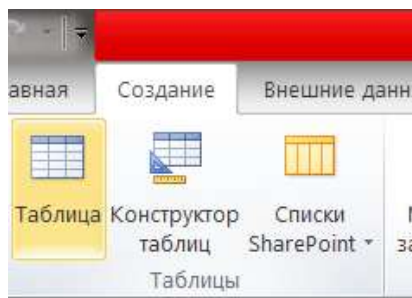 авная Создание Внешние данн
Таблица Конструктор таблиц Списки SharePoint
Таблицы